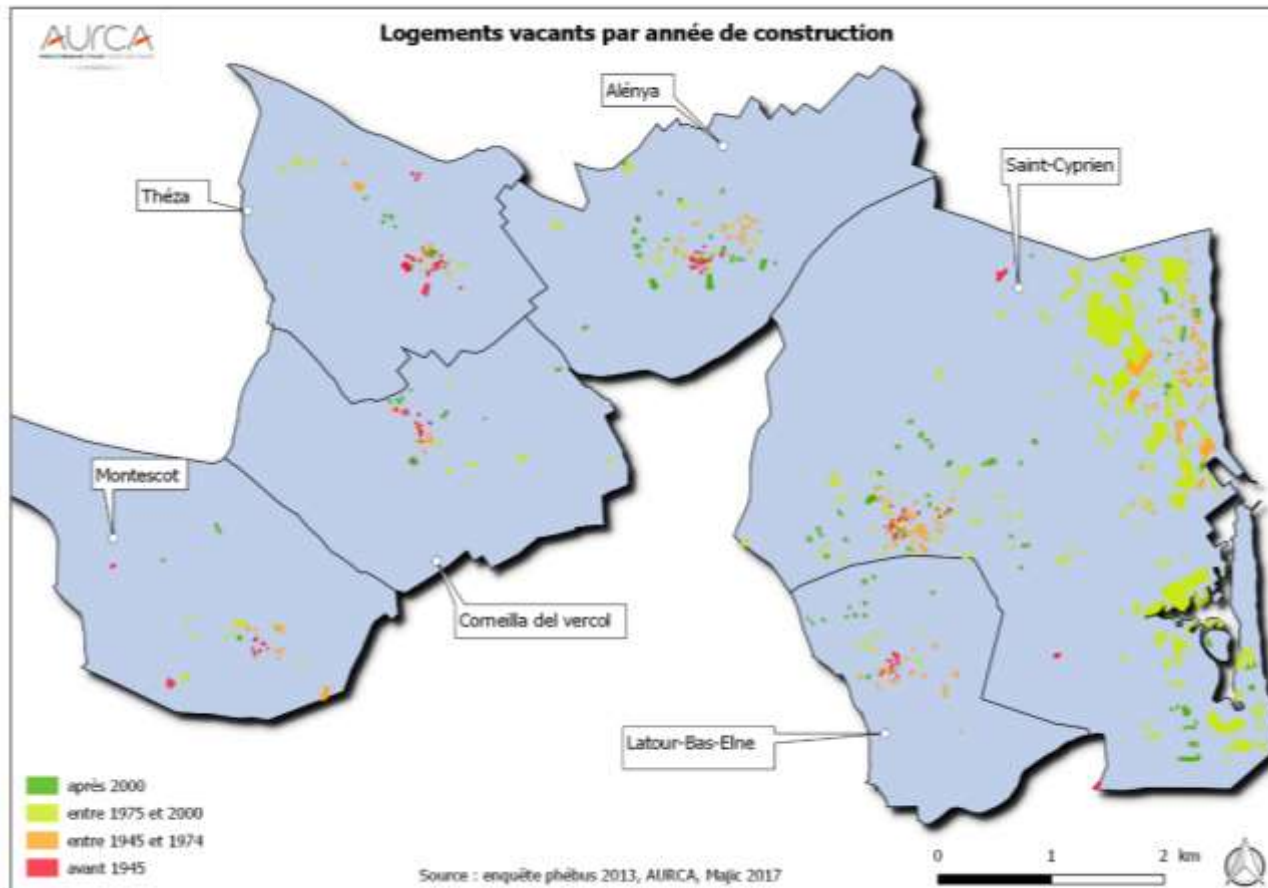 AURCA
Logements vacants par année de construction
Alénya
Saint-Cyprien
Théza
Montescot
Corneilla del vercol
Latour-Bas-Elne
après 2000
entre 1975 et 2000
entre 1945 et 1974
avant 1945
Source : enquête phébus 2013, AURCA, Majic 2017
0 1 2 km